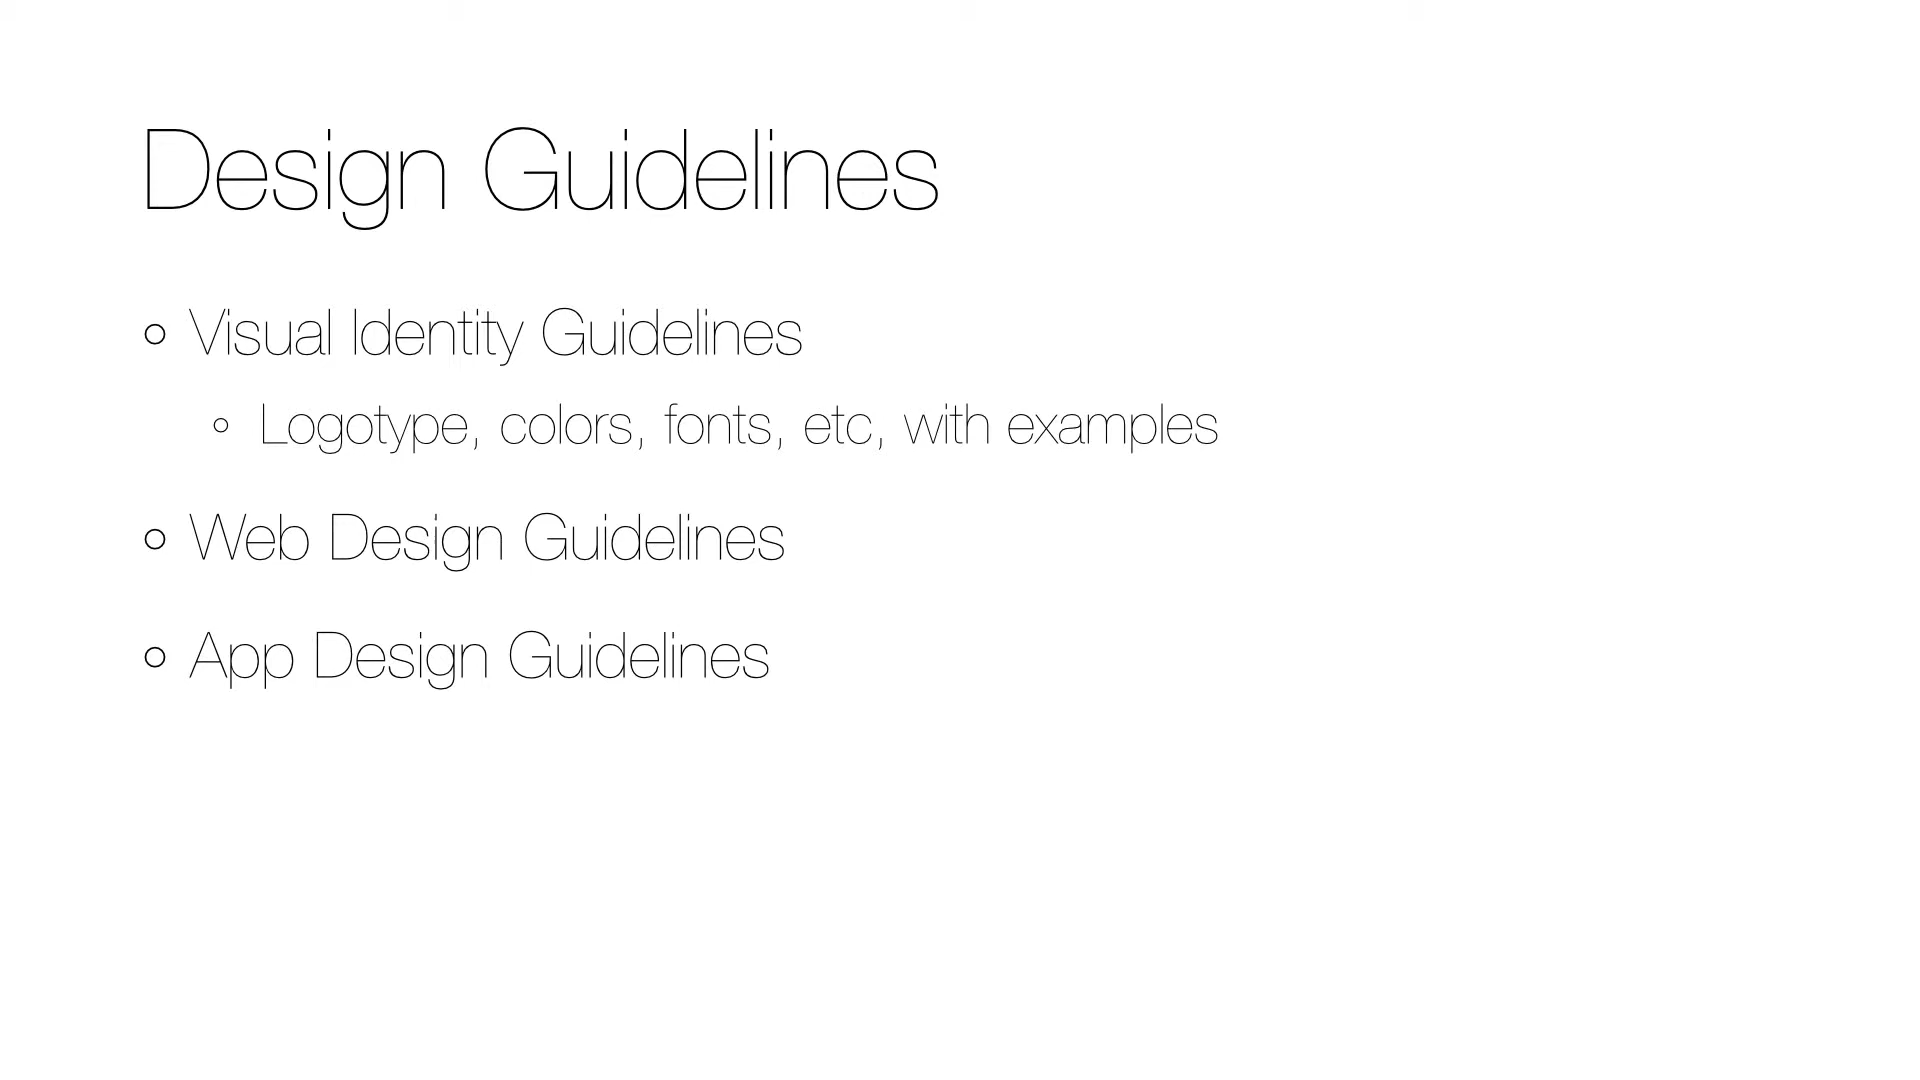 Design Guidelines
Visual Identity Guidelines
Logotype, colors, fonts, etc, with examples
Web Design Guidelines
App Design Guidelines